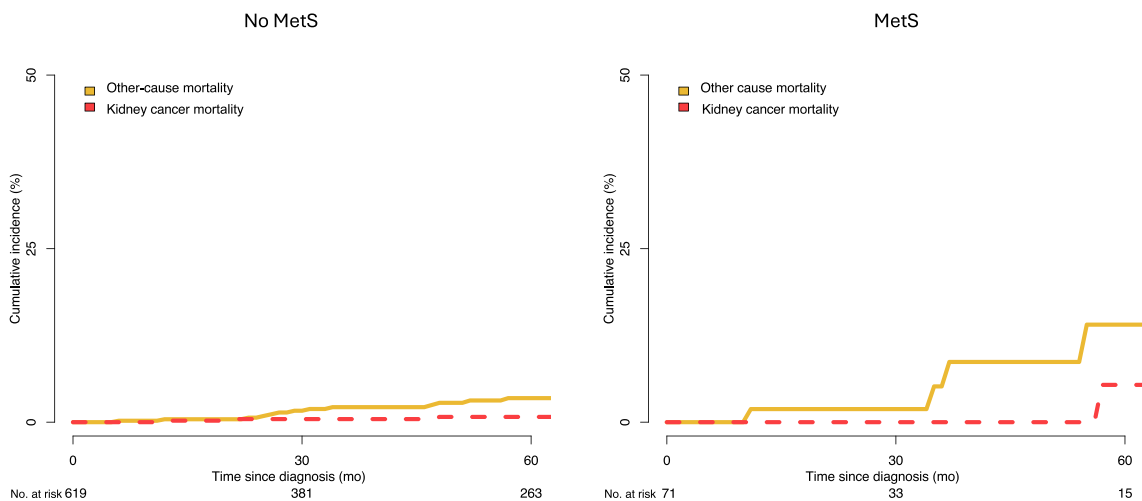 No MetS
50
25
0
Cumulative incidence (%)
Other-cause mortality
Kidney cancer mortality
0 30 60
Time since diagnosis (mo)
No. at risk 619 381 263
MetS
50
25
0
Cumulative incidence (%)
Other cause mortality
Kidney cancer mortality
0 30 60
Time since diagnosis (mo)
No. at risk 71 33 15